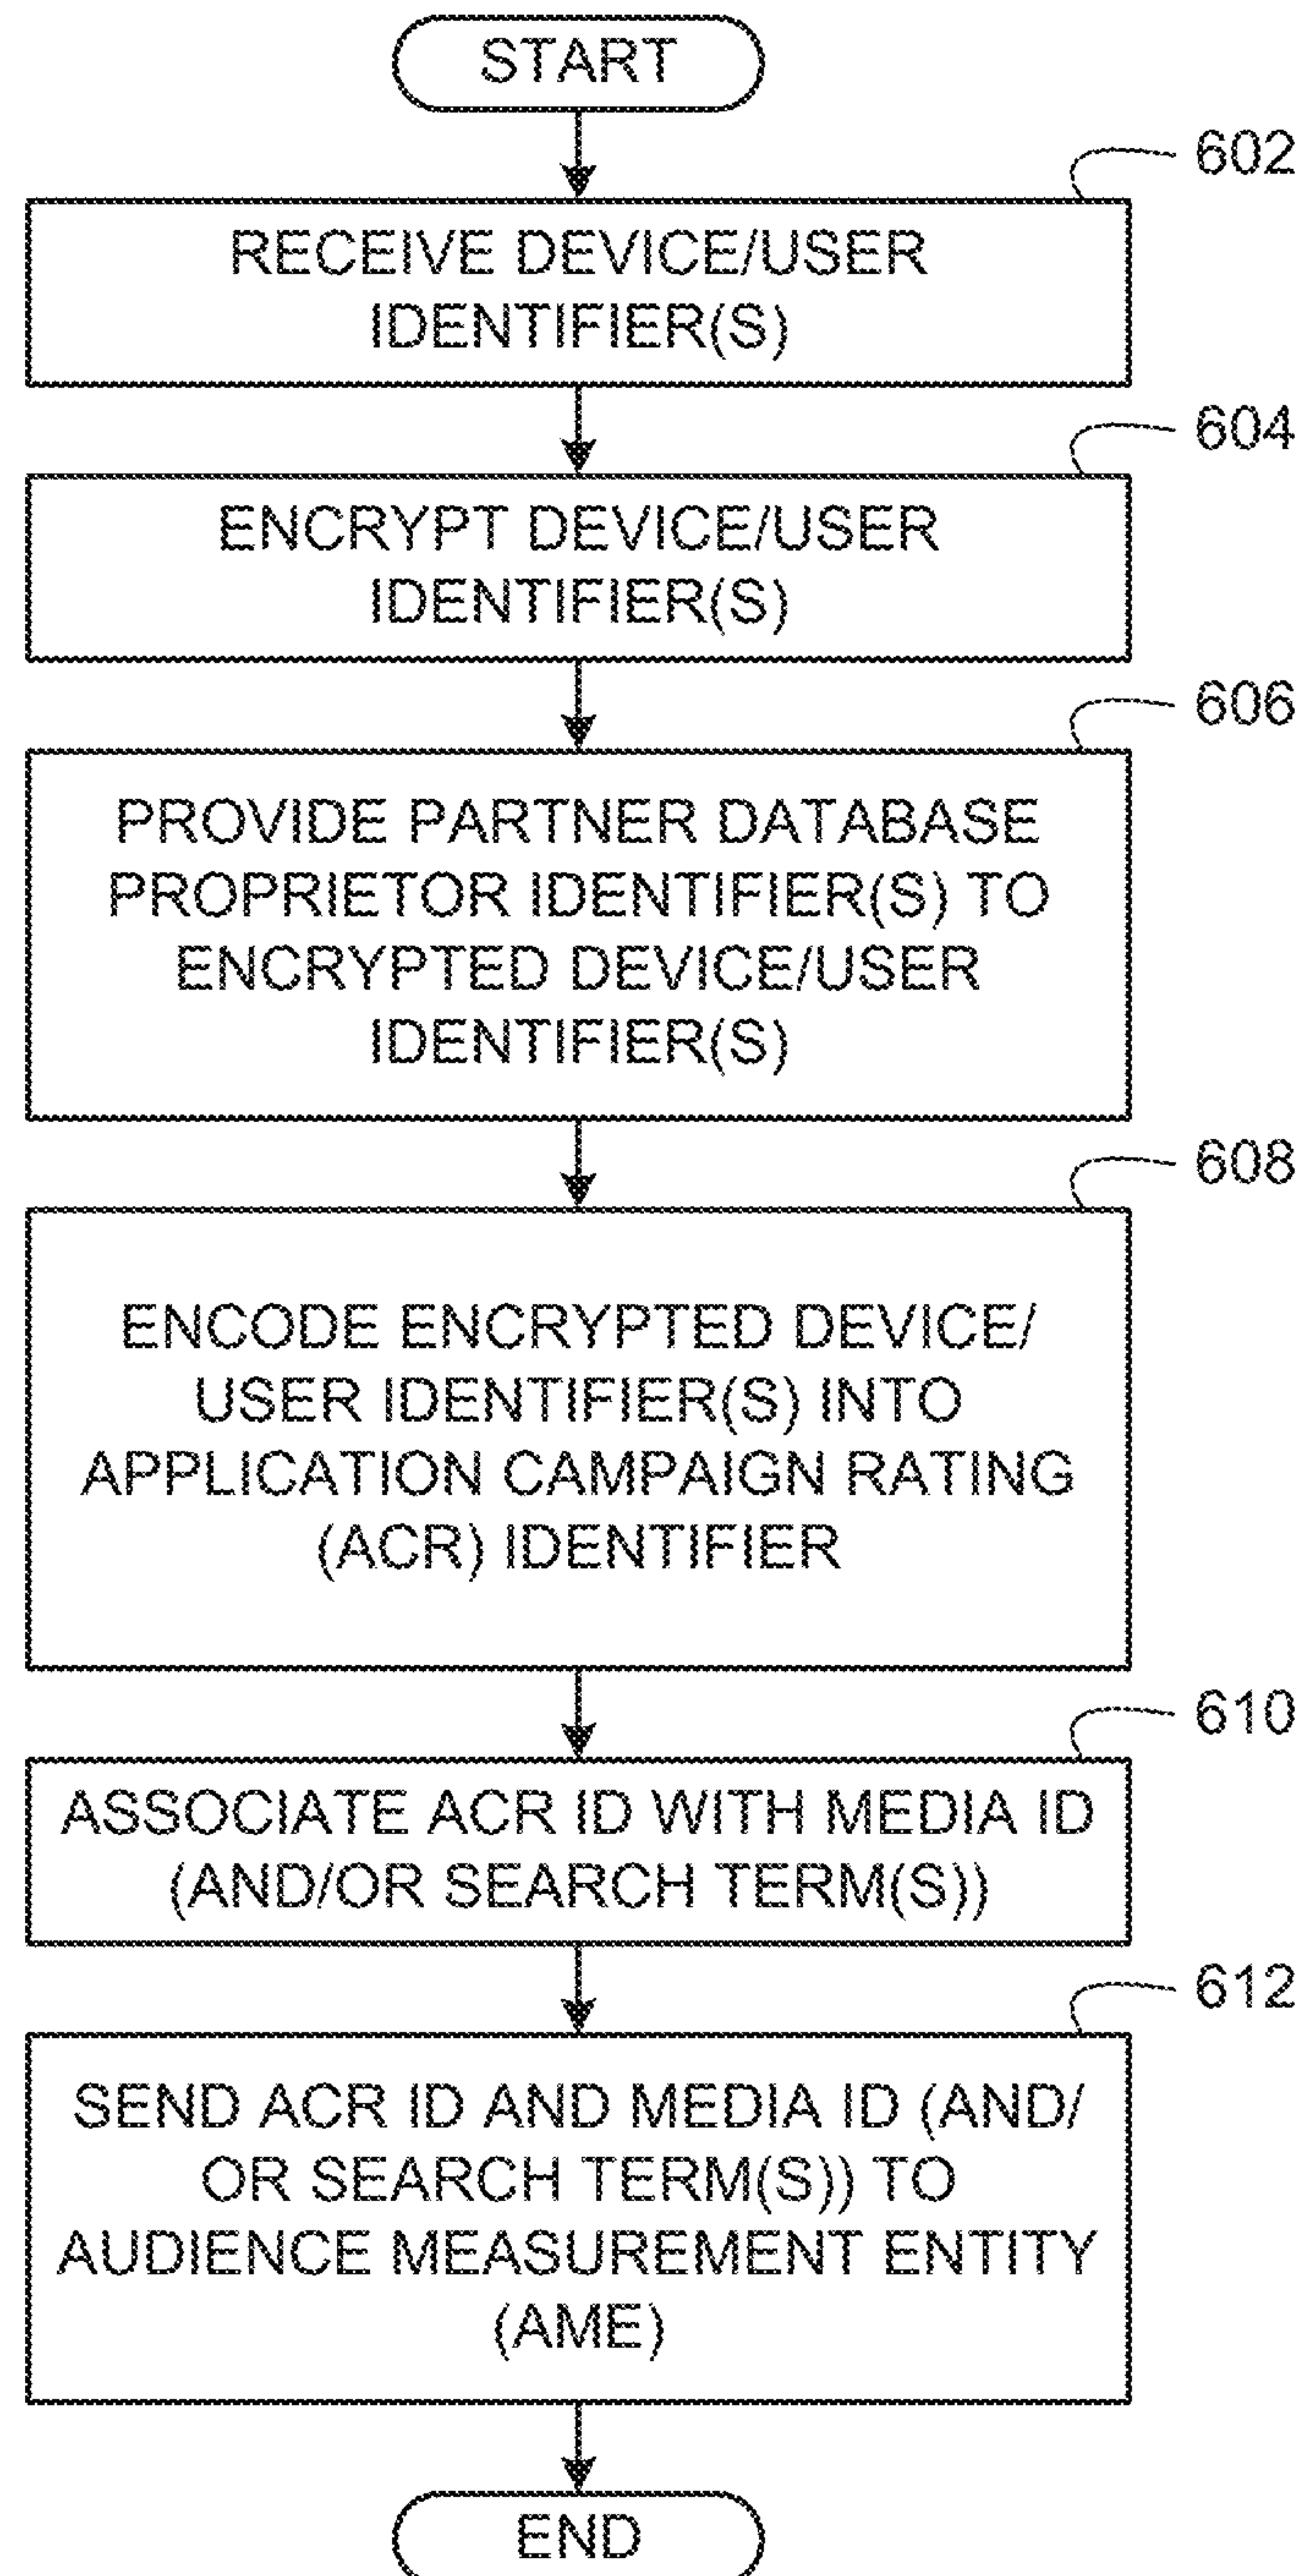 START
602
RECEIVE DEVICE/USER
IDENTIFIER(S)
604
ENCRYPT DEVICE/USER
IDENTIFIER(S)
606
PROVIDE PARTNER DATABASE
PROPRIETOR IDENTIFIER(S) TO
ENCRYPTED DEVICE/USER
IDENTIFIER(S)
608
ENCODE ENCRYPTED DEVICE/
USER IDENTIFIER(S) INTO
APPLICATION CAMPAIGN RATING
(ACR) IDENTIFIER
610
ASSOCIATE ACR ID WITH MEDIA ID
(AND/OR SEARCH TERM(S))
612
SEND ACR ID AND MEDIA ID (AND/
OR SEARCH TERM(S)) TO
AUDIENCE MEASUREMENT ENTITY
(AME)
END